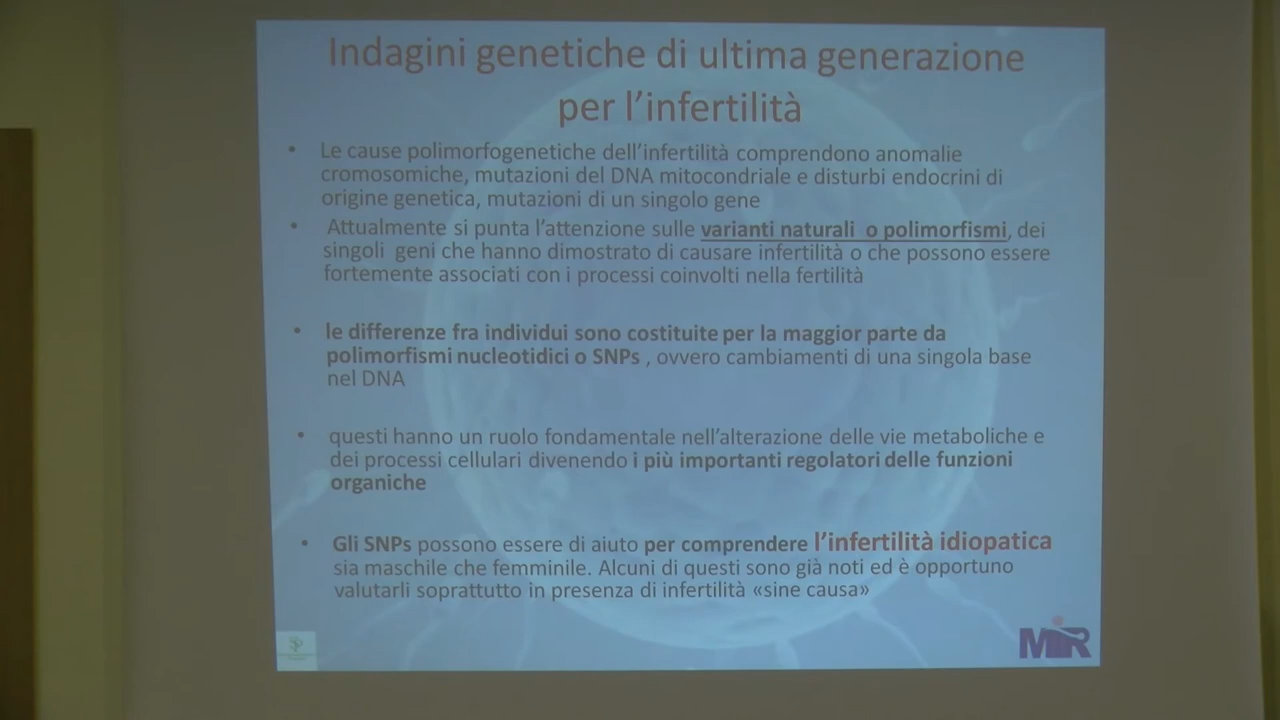 Indagini genetiche di ultima generazione
per l'infertilità
• Le cause polimorfogenetiche dell'infertilità comprendono anomalie
cromosomiche, mutazioni del DNA mitocondriale e disturbi endocrini di
origine genetica, mutazioni di un singolo gene
• Attualmente si punta l'attenzione sulle varianti naturali o polimorfismi, dei
singoli geni che hanno dimostrato di causare infertilità o che possono essere
fortemente associati con i processi coinvolti nella fertilità
• le differenze fra individui sono costituite per la maggior parte da
polimorfismi nucleotidici o SNPs , ovvero cambiamenti di una singola base
nel DNA
• questi hanno un ruolo fondamentale nell'alterazione delle vie metaboliche e
dei processi cellulari divenendo i più importanti regolatori delle funzioni
organiche
• Gli SNPs possono essere di aiuto per comprendere l'infertilità idiopatica
sia maschile che femminile. Alcuni di questi sono già noti ed è opportuno
valutarli soprattutto in presenza di infertilità «sine causa»
MiR